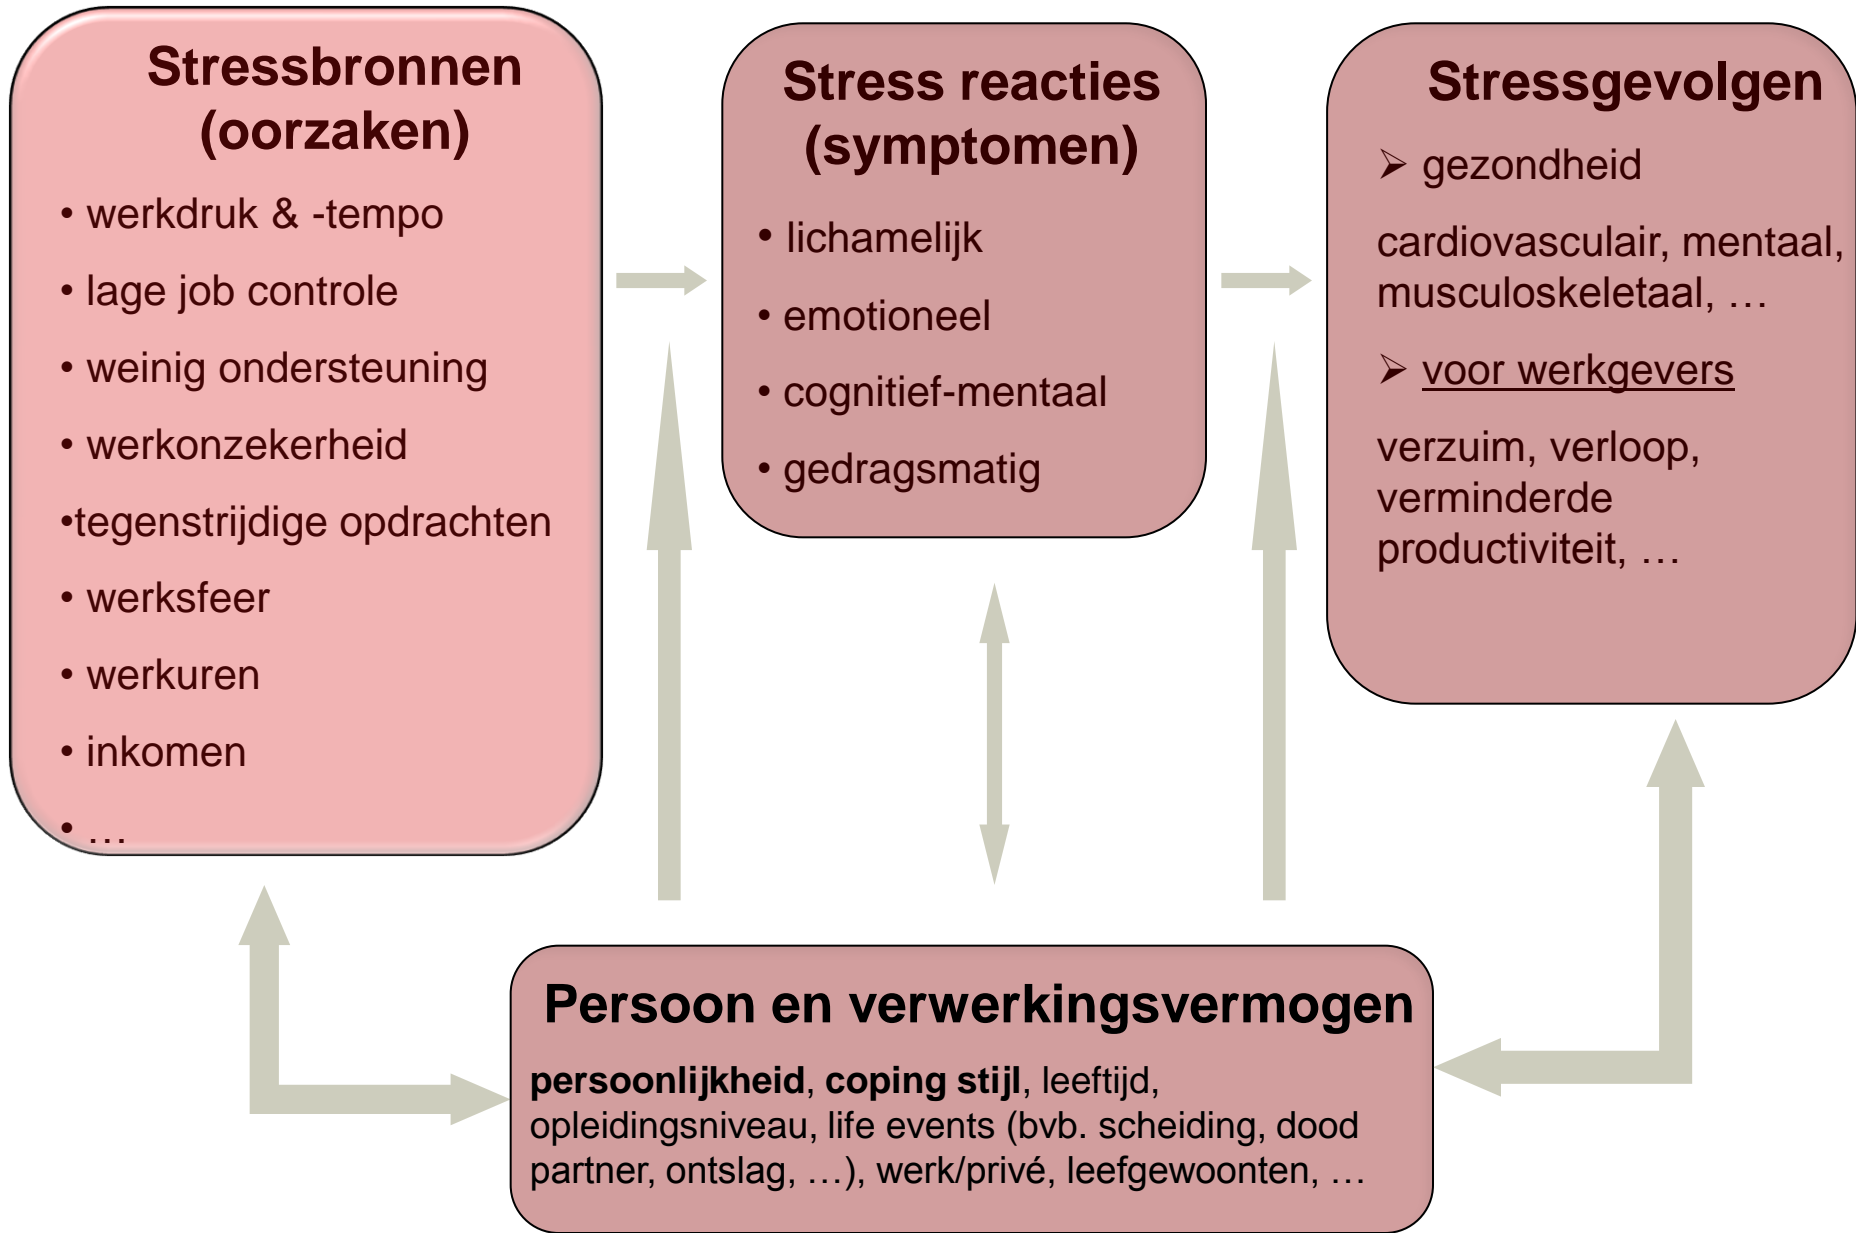 Stressbronnen
(oorzaken)
• werkdruk & -tempo
• lage job controle
• weinig ondersteuning
• werkonzekerheid
•tegenstrijdige opdrachten
• werksfeer
• werkuren
• inkomen
• …
Stress reacties
(symptomen)
• lichamelijk
• emotioneel
• cognitief-mentaal
• gedragsmatig
Stressgevolgen
➢ gezondheid
cardiovasculair, mentaal,
musculoskeletaal, …
➢ voor werkgevers
verzuim, verloop,
verminderde
productiviteit, …
Persoon en verwerkingsvermogen
persoonlijkheid, coping stijl, leeftijd,
opleidingsniveau, life events (bvb. scheiding, dood
partner, ontslag, …), werk/privé, leefgewoonten, …